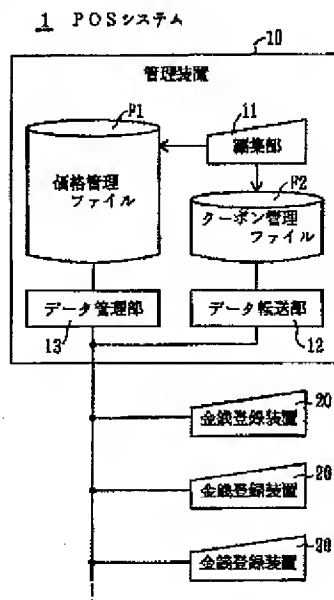 1 POSシステム
10
管理装置
F1
11
編集部
価格管理
ファイル
F2
クーポン管理
ファイル
データ管理部
データ転送部
13
12
20
金銭登録装置
20
金銭登録装置
20
金銭登録装置